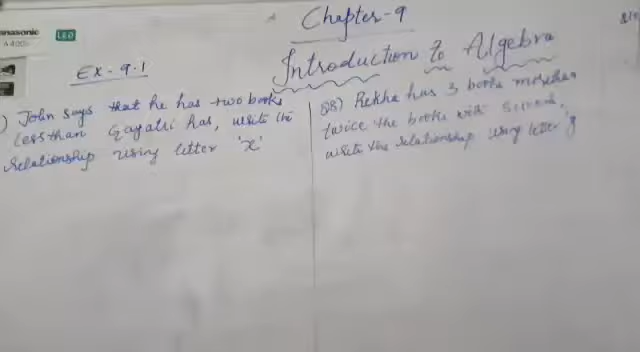 Chapter-9
Introduction to Algebra
Panasonic
LED
Ex-9.1
) John says that he has two books
less than Gayatri has, write the
relationship using letter 'x'
Q8) Rekha has 3 books more than
twice the books with
write the relationship using letter 'y'